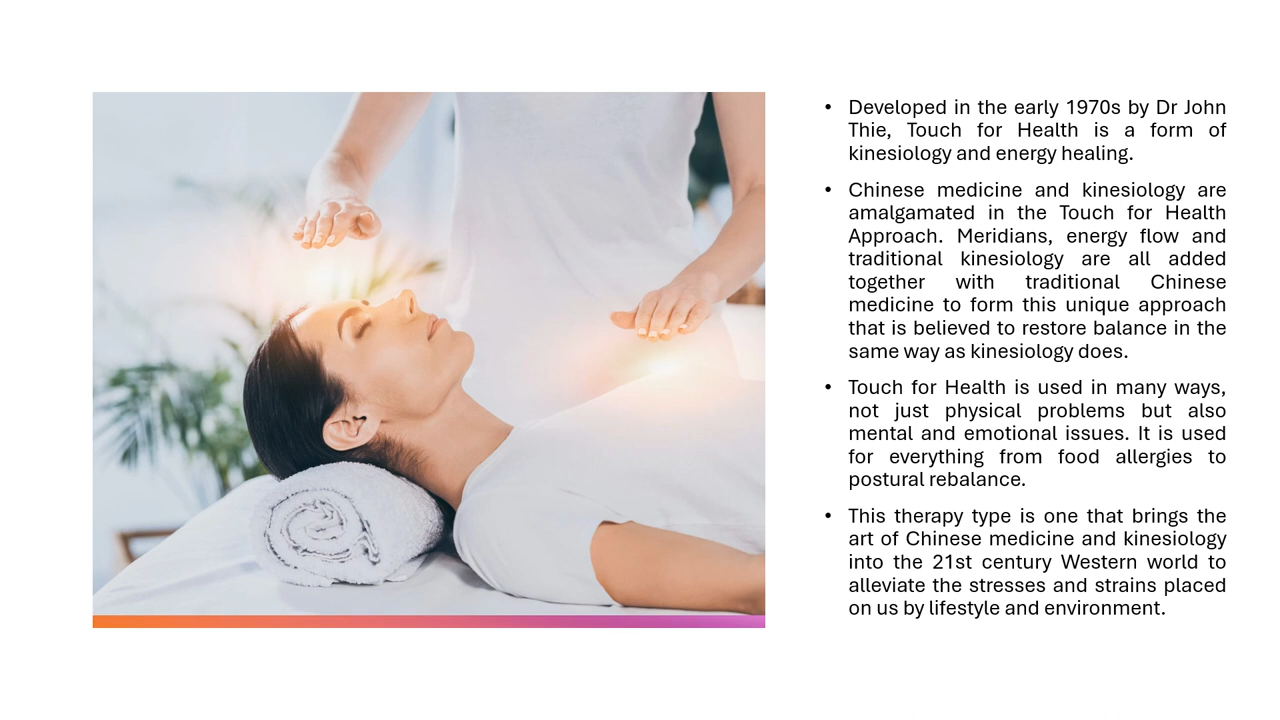 • Developed in the early 1970s by Dr John
Thie, Touch for Health is a form of
kinesiology and energy healing.
• Chinese medicine and kinesiology are
amalgamated in the Touch for Health
Approach. Meridians, energy flow and
traditional kinesiology are all added
together with traditional Chinese
medicine to form this unique approach
that is believed to restore balance in the
same way as kinesiology does.
• Touch for Health is used in many ways,
not just physical problems but also
mental and emotional issues. It is used
for everything from food allergies to
postural rebalance.
• This therapy type is one that brings the
art of Chinese medicine and kinesiology
into the 21st century Western world to
alleviate the stresses and strains placed
on us by lifestyle and environment.